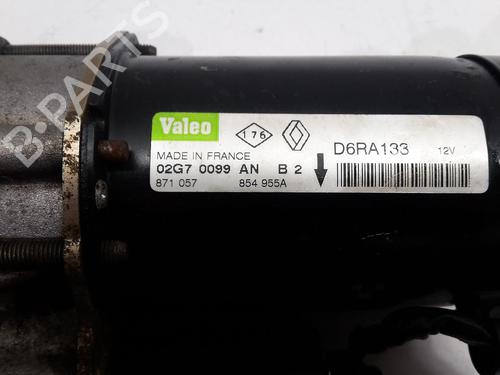 B-PARTS
Valeo
176
D6RA133 12V
MADE IN FRANCE
02G7 0099 AN B 2
871 057 854 955A